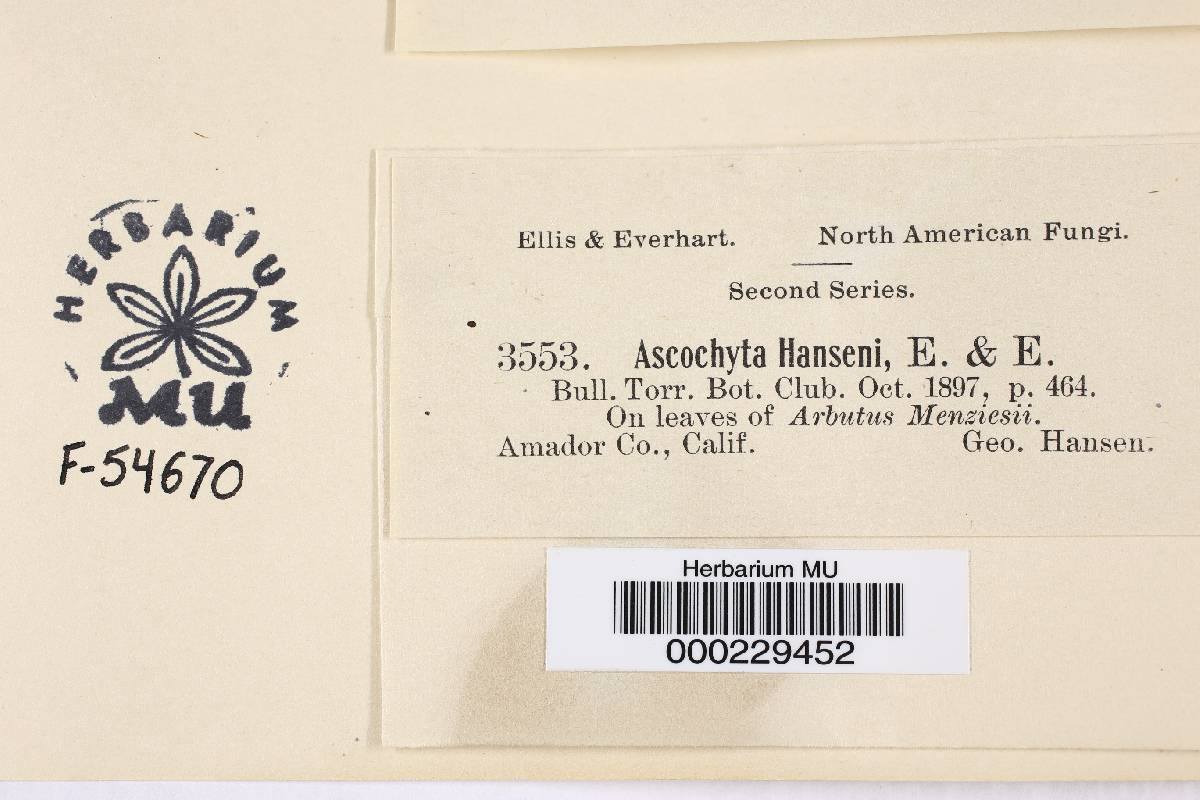 HERBARIUM
MU
F-54670
Ellis & Everhart. North American Fungi.
Second Series.
3553. Ascochyta Hanseni, E. & E.
Bull. Torr. Bot. Club. Oct. 1897, p. 464.
On leaves of Arbutus Menziesii.
Amador Co., Calif. Geo. Hansen.
Herbarium MU
000229452